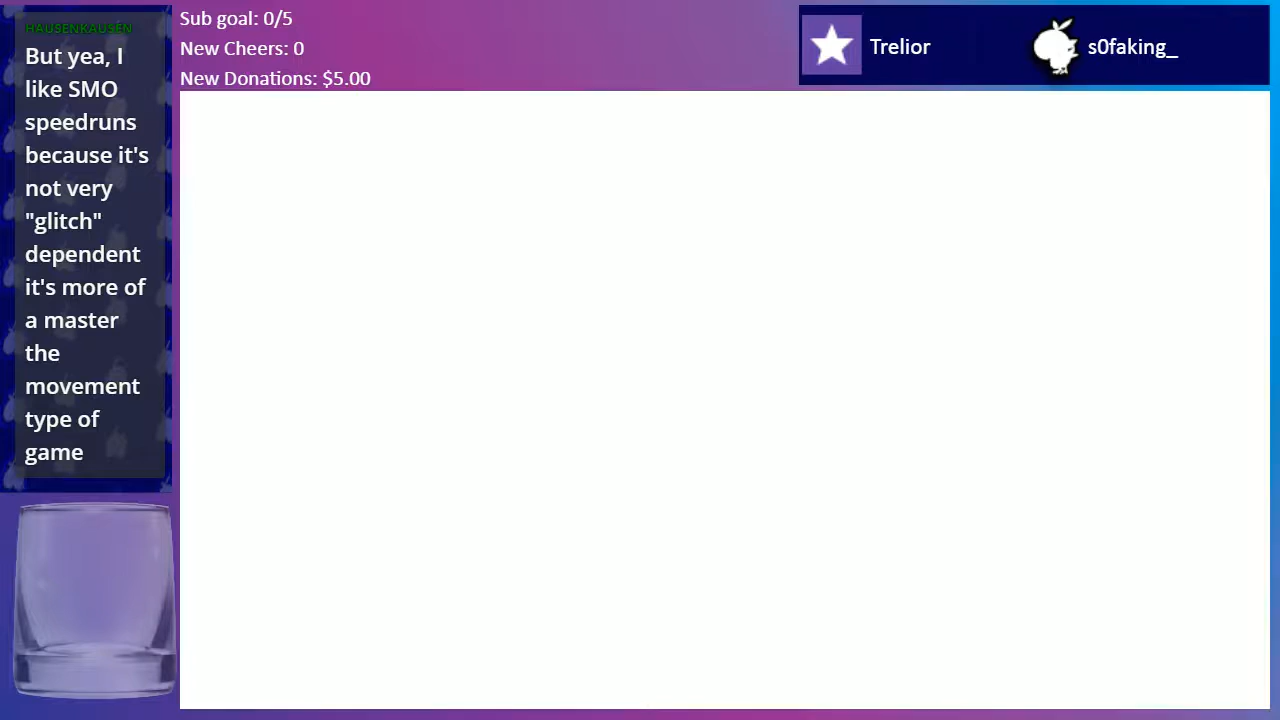 HAUSENKAUSEN
But yea, I
like SMO
speedruns
because it's
not very
"glitch"
dependent
it's more of
a master
the
movement
type of
game
Sub goal: 0/5
New Cheers: 0
New Donations: $5.00
Trelior
s0faking_